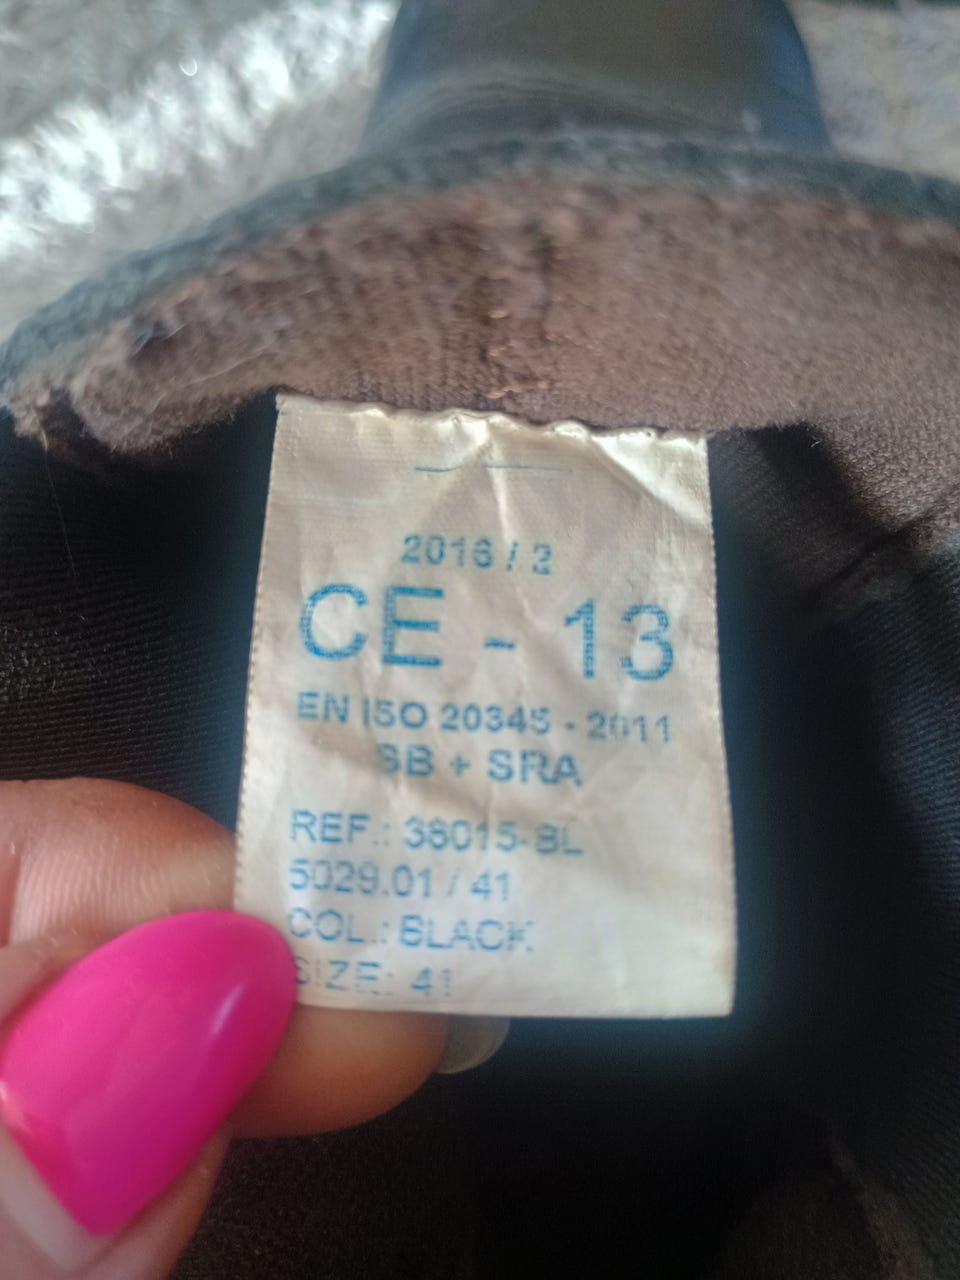 2016 / 2
CE - 13
EN ISO 20345 - 2011
SB + SRA
REF.: 38015-BL
5029.01 / 41
COL.: BLACK
SIZE: 41